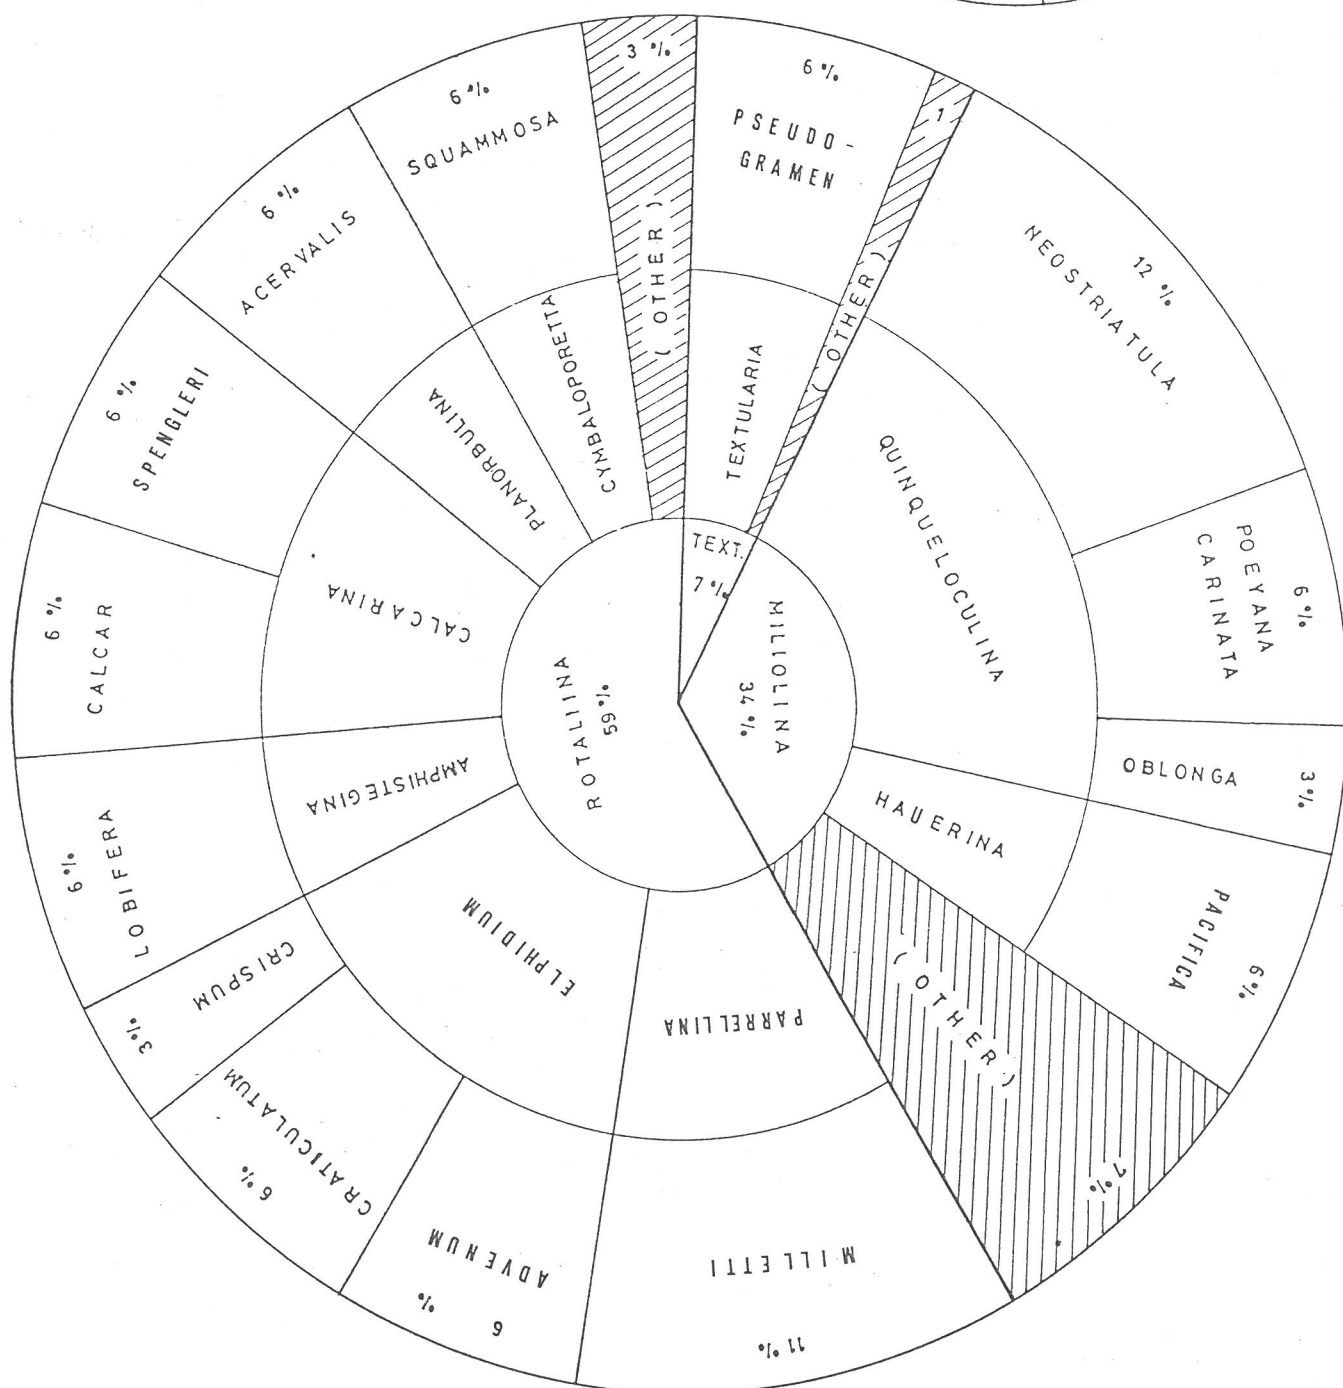 3 %
( OTHER )
6 %
PSEUDO-
GRAMEN
TEXTULARIA
TEXT.
7 %
1
( OTHER )
12 %
NEOSTRIATULA
QUINQUELOCULINA
MILIOLINA
34 %
6 %
POEYANA
CARINATA
OBLONGA
3 %
HAUERINA
PACIFICA
6 %
( OTHER )
7 %
PARRELLINA
MILLETTI
11 %
ELPHIDIUM
ADVENUM
6 %
CRATICULATUM
6 %
CRISPUM
3 %
AMPHISTEGINA
LOBIFERA
6 %
ROTALIINA
59 %
CALCARINA
CALCAR
6 %
SPENGLERI
6 %
PLANORBULINA
ACERVALIS
6 %
CYMBALOPORETTA
SQUAMMOSA
6 %